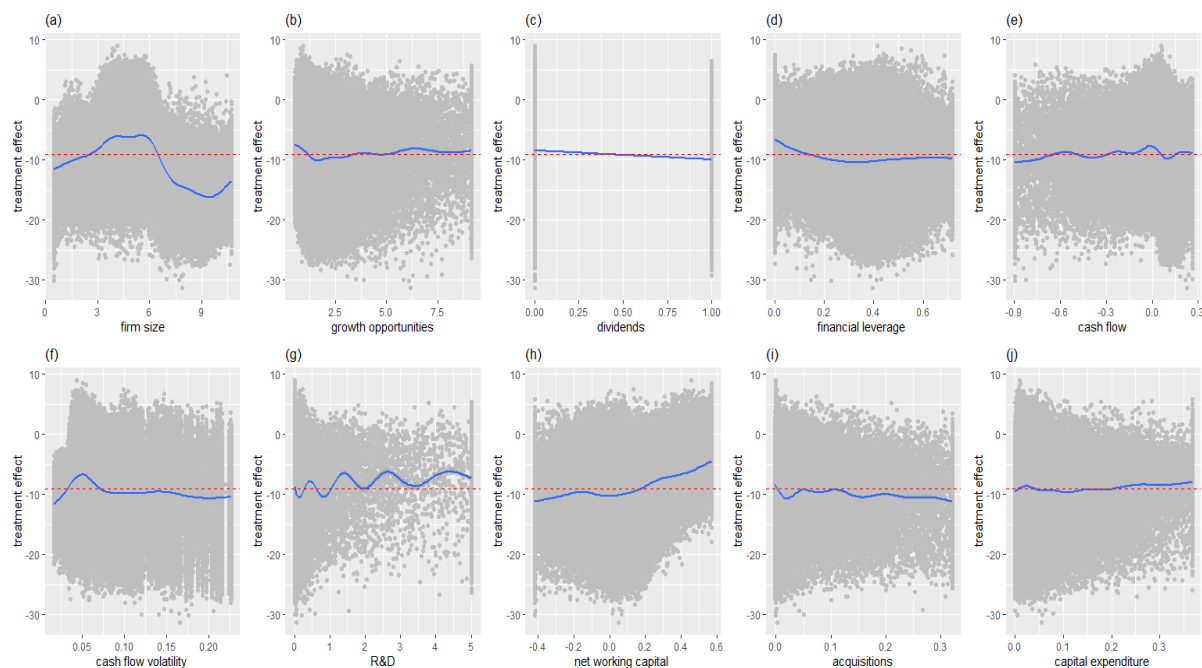 (a) (b) (c) (d) (e)
treatment effect treatment effect treatment effect treatment effect treatment effect
10 10 10 10 10
0 0 0 0 0
-10 -10 -10 -10 -10
-20 -20 -20 -20 -20
-30 -30 -30 -30 -30
0 3 6 9 2.5 5.0 7.5 0.00 0.25 0.50 0.75 1.00 0.0 0.2 0.4 0.6 -0.9 -0.6 -0.3 0.0 0.3
firm size growth opportunities dividends financial leverage cash flow
(f) (g) (h) (i) (j)
treatment effect treatment effect treatment effect treatment effect treatment effect
10 10 10 10 10
0 0 0 0 0
-10 -10 -10 -10 -10
-20 -20 -20 -20 -20
-30 -30 -30 -30 -30
0.05 0.10 0.15 0.20 0 1 2 3 4 5 -0.4 -0.2 0.0 0.2 0.4 0.6 0.0 0.1 0.2 0.3 0.0 0.1 0.2 0.3
cash flow volatility R&D net working capital acquisitions capital expenditure